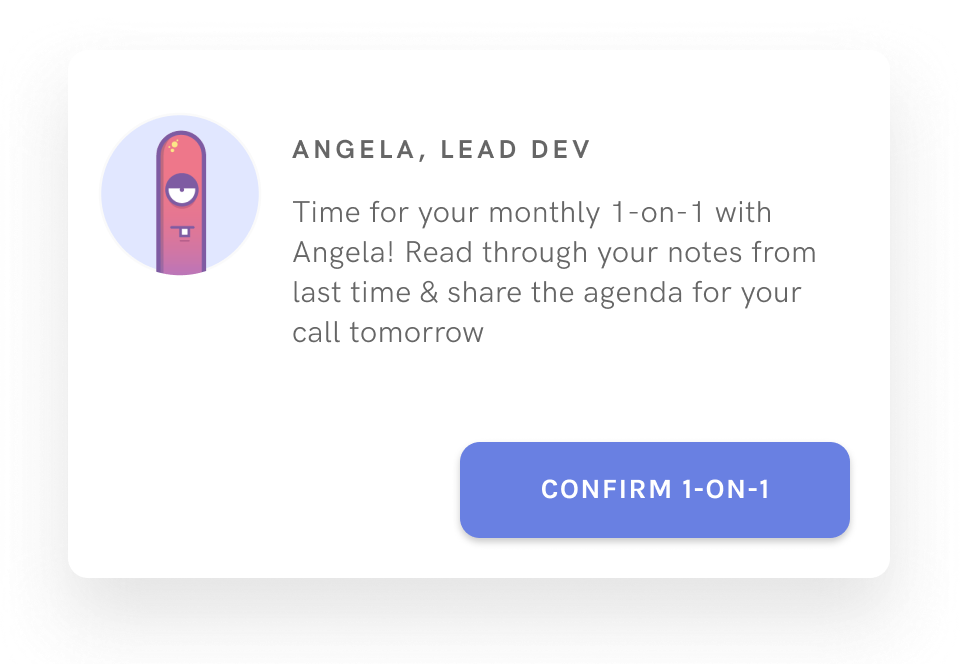 ANGELA, LEAD DEV
Time for your monthly 1-on-1 with
Angela! Read through your notes from
last time & share the agenda for your
call tomorrow
CONFIRM 1-ON-1